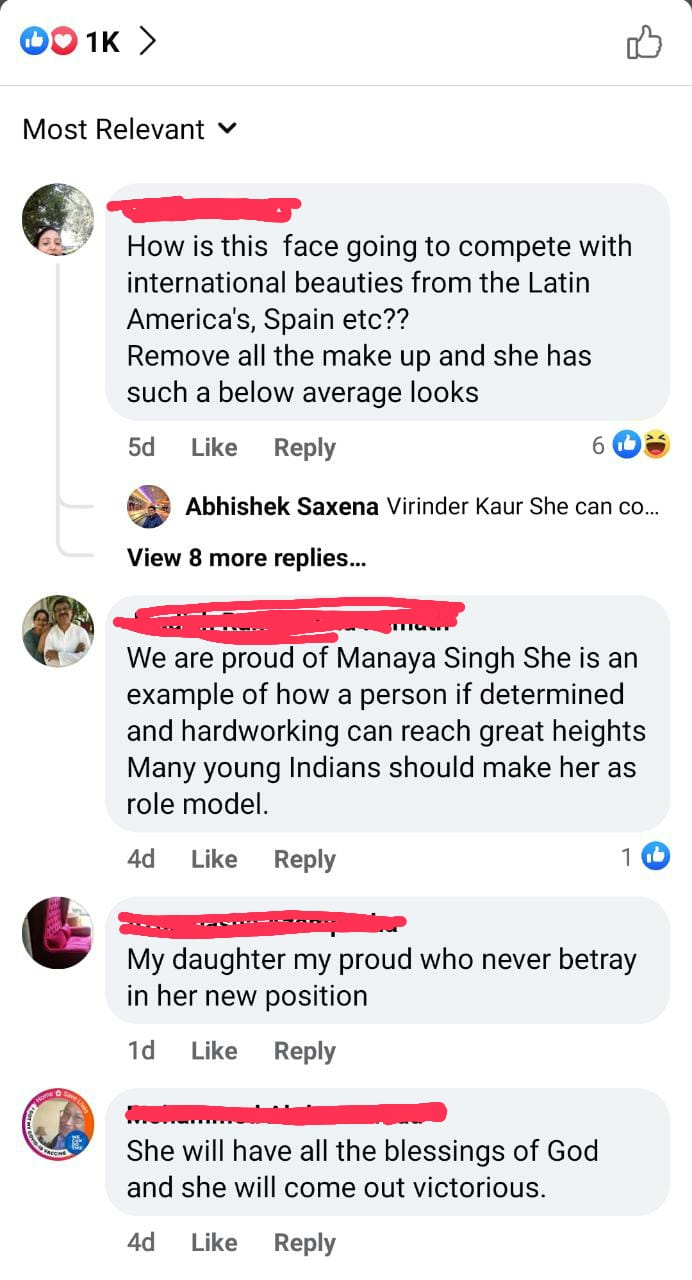 1K
Most Relevant
How is this face going to compete with
international beauties from the Latin
America's, Spain etc??
Remove all the make up and she has
such a below average looks
5d Like Reply 6
Abhishek Saxena Virinder Kaur She can co...
View 8 more replies...
We are proud of Manaya Singh She is an
example of how a person if determined
and hardworking can reach great heights
Many young Indians should make her as
role model.
4d Like Reply 1
My daughter my proud who never betray
in her new position
1d Like Reply
She will have all the blessings of God
and she will come out victorious.
4d Like Reply